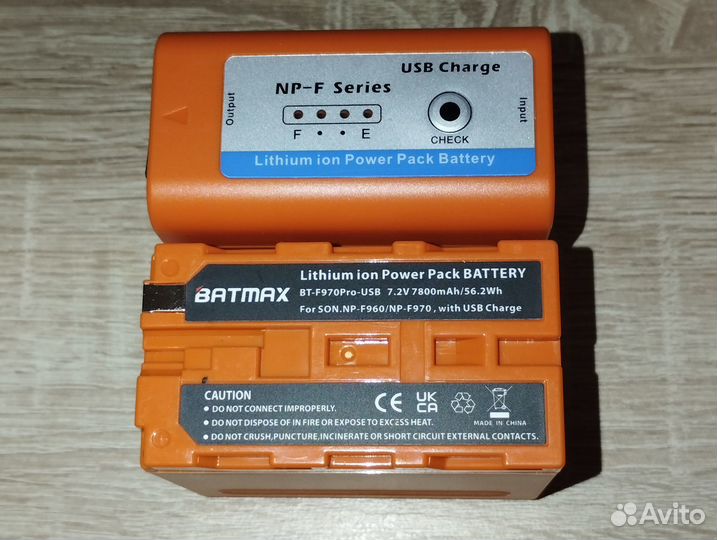 USB Charge
NP-F Series
Output
Input
F • • E
CHECK
Lithium ion Power Pack Battery
BATMAX
Lithium ion Power Pack BATTERY
BT-F970Pro-USB 7.2V 7800mAh/56.2Wh
For SON.NP-F960/NP-F970, with USB Charge
CAUTION
● DO NOT CONNECT IMPROPERLY.
● DO NOT DISPOSE OF IN FIRE OR EXPOSE TO EXCESS HEAT.
● DO NOT CRUSH,PUNCTURE,INCINERATE OR SHORT CIRCUIT EXTERNAL CONTACTS.
CE UK
CA
MADE IN CHINA
Avito